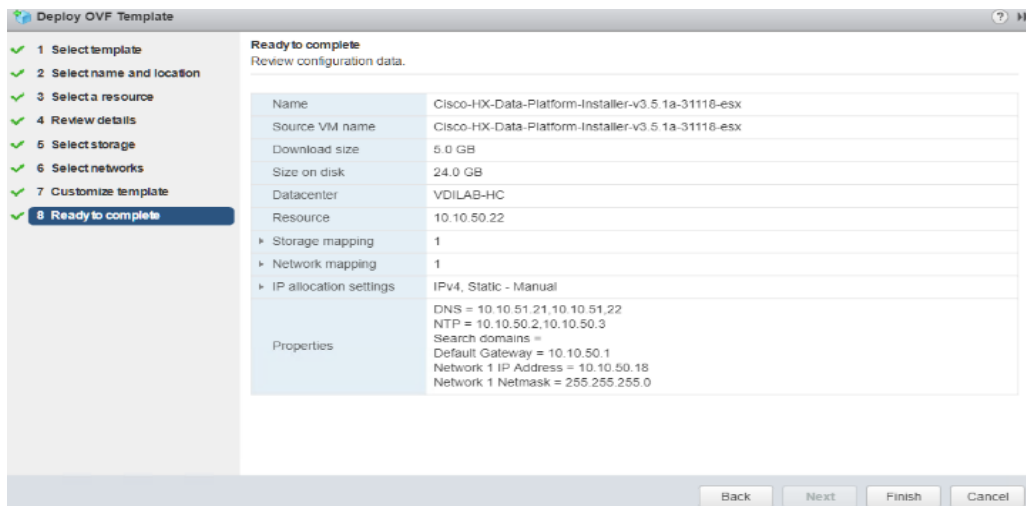 Deploy OVF Template
1 Select template
2 Select name and location
3 Select a resource
4 Review details
5 Select storage
6 Select networks
7 Customize template
8 Ready to complete
Ready to complete
Review configuration data.
Name Cisco-HX-Data-Platform-Installer-v3.5.1a-31118-esx
Source VM name Cisco-HX-Data-Platform-Installer-v3.5.1a-31118-esx
Download size 5.0 GB
Size on disk 24.0 GB
Datacenter VDILAB-HC
Resource 10.10.50.22
Storage mapping 1
Network mapping 1
IP allocation settings IPv4, Static - Manual
Properties
DNS = 10.10.51.21,10.10.51,22
NTP = 10.10.50.2,10.10.50.3
Search domains =
Default Gateway = 10.10.50.1
Network 1 IP Address = 10.10.50.18
Network 1 Netmask = 255.255.255.0
Back Next Finish Cancel